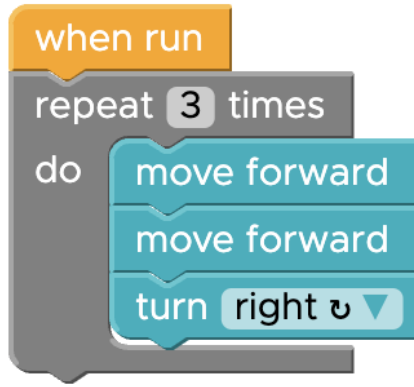 when run
repeat 3 times
do move forward
move forward
turn right ↻ ▼